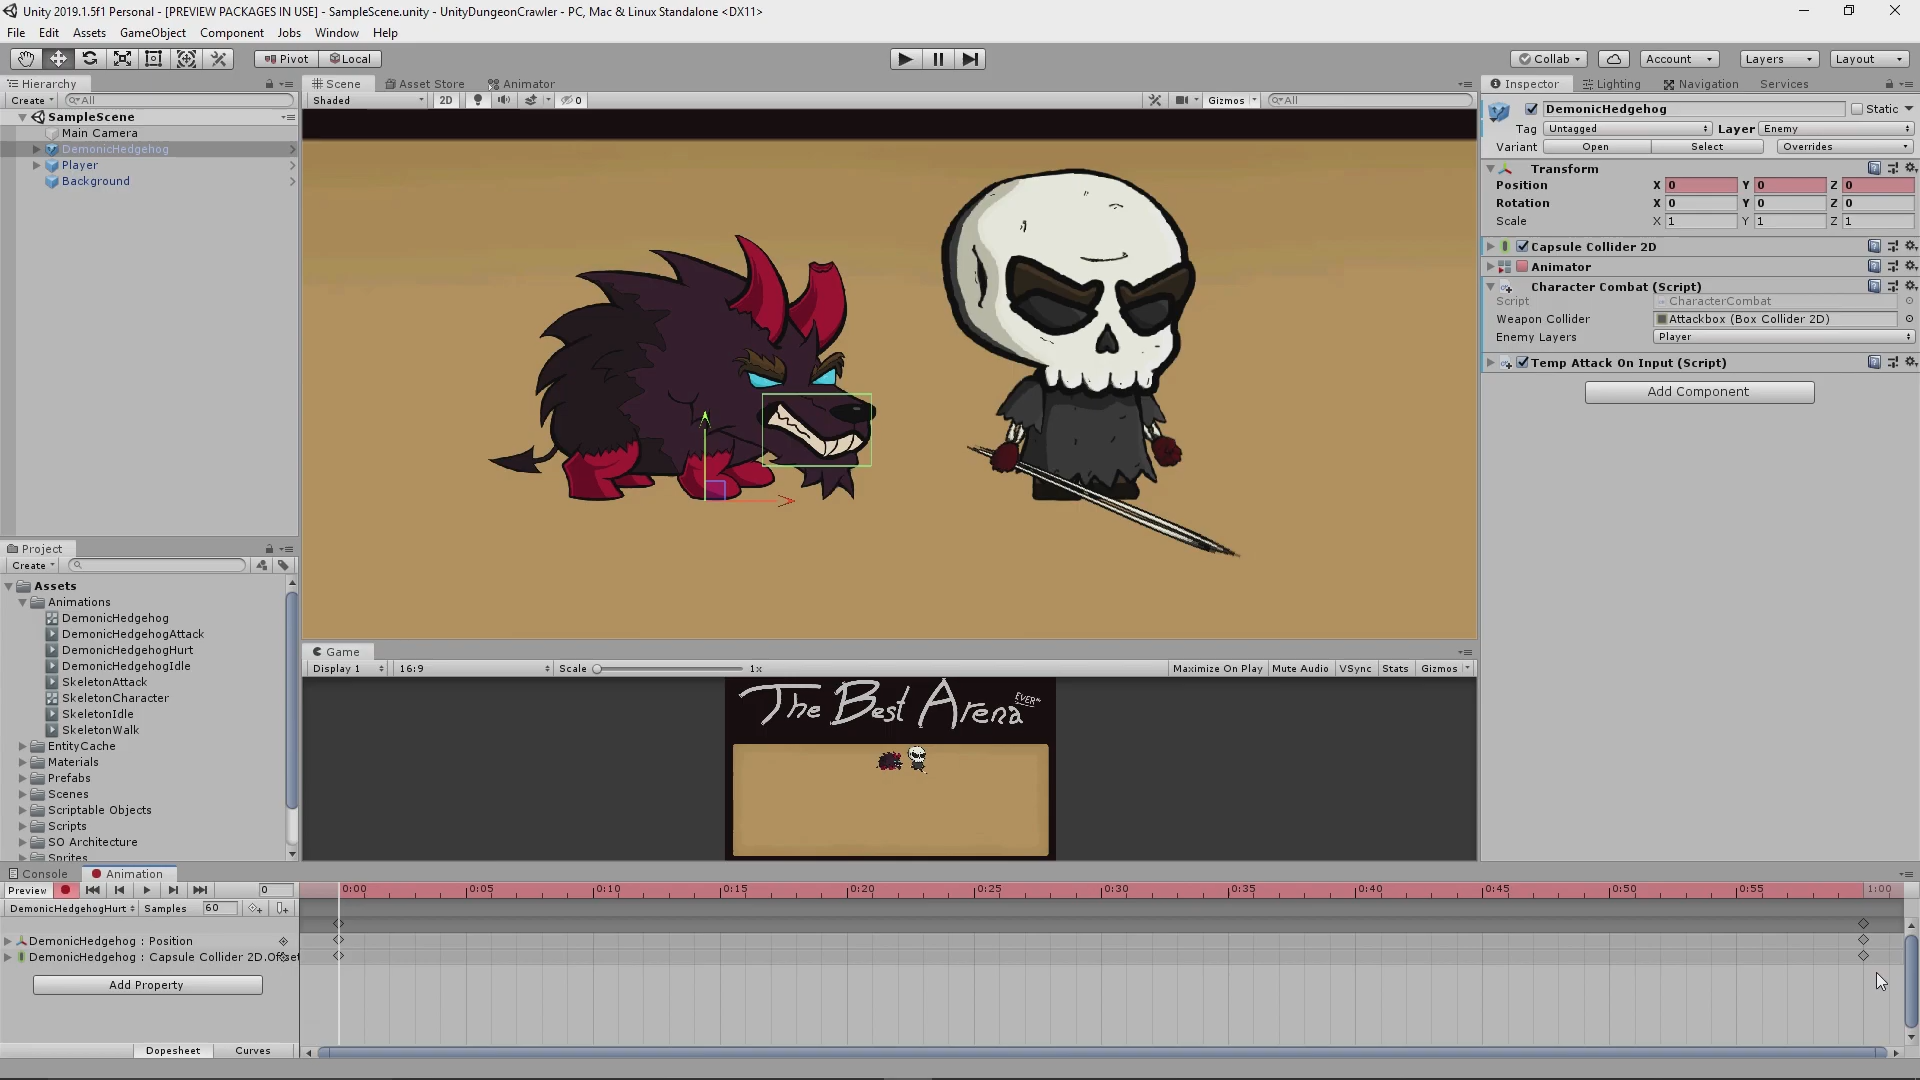 Unity 2019.1.5f1 Personal - [PREVIEW PACKAGES IN USE] - SampleScene.unity - UnityDungeonCrawler - PC, Mac & Linux Standalone <DX11>
File Edit Assets GameObject Component Jobs Window Help
Pivot Local Collab Account Layers Layout
Hierarchy Scene Asset Store Animator Inspector Lighting Navigation Services
Create All Shaded 2D 0 Gizmos All
SampleScene
Main Camera
DemonicHedgehog
Player
Background
DemonicHedgehog Static
Tag Untagged Layer Enemy
Variant Open Select Overrides
Transform
Position X 0 Y 0 Z 0
Rotation X 0 Y 0 Z 0
Scale X 1 Y 1 Z 1
Capsule Collider 2D
Animator
Character Combat (Script)
Script CharacterCombat
Weapon Collider Attackbox (Box Collider 2D)
Enemy Layers Player
Temp Attack On Input (Script)
Add Component
Project
Create
Assets
Animations
DemonicHedgehog
DemonicHedgehogAttack
DemonicHedgehogHurt
DemonicHedgehogIdle
SkeletonAttack
SkeletonCharacter
SkeletonIdle
SkeletonWalk
EntityCache
Materials
Prefabs
Scenes
Scriptable Objects
Scripts
SO Architecture
Sprites
Game
Display 1 16:9 Scale 1x Maximize On Play Mute Audio VSync Stats Gizmos
The Best Arena EVER
Console Animation
Preview 0 0:00 0:05 0:10 0:15 0:20 0:25 0:30 0:35 0:40 0:45 0:50 0:55 1:00
DemonicHedgehogHurt Samples 60
DemonicHedgehog : Position
DemonicHedgehog : Capsule Collider 2D.Offset
Add Property
Dopesheet Curves